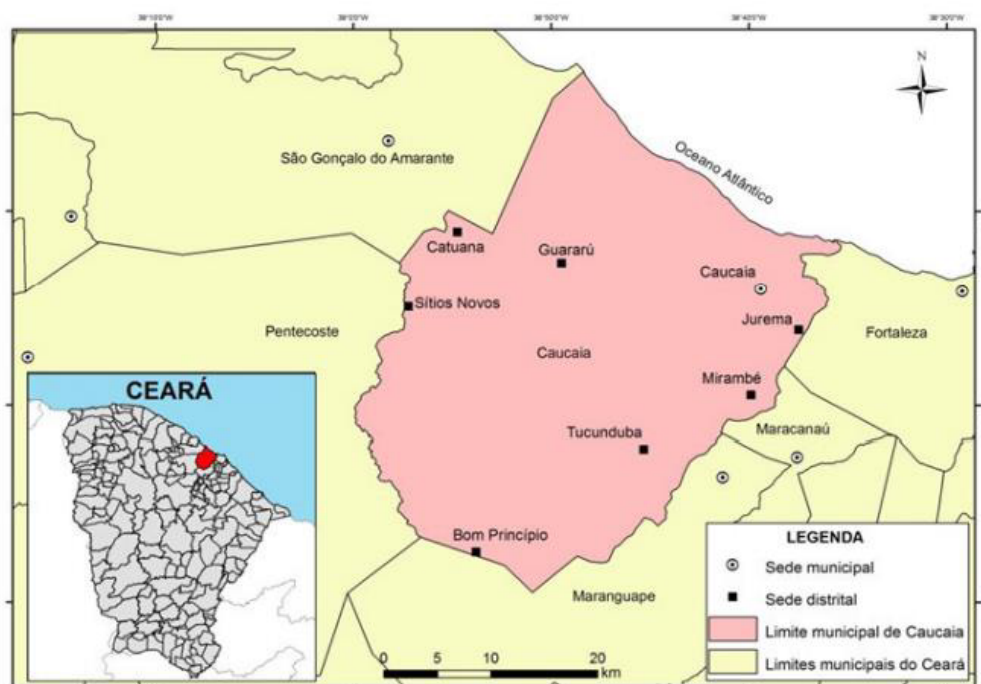 N
São Gonçalo do Amarante
Oceano Atlântico
Catuana
Guararú
Caucaia
Sítios Novos
Jurema
Pentecoste
Fortaleza
Caucaia
Mirambé
CEARÁ
Tucunduba
Maracanaú
Bom Princípio
Maranguape
LEGENDA
Sede municipal
Sede distrital
Limite municipal de Caucaia
Limites municipais do Ceará
0 5 10 20
km